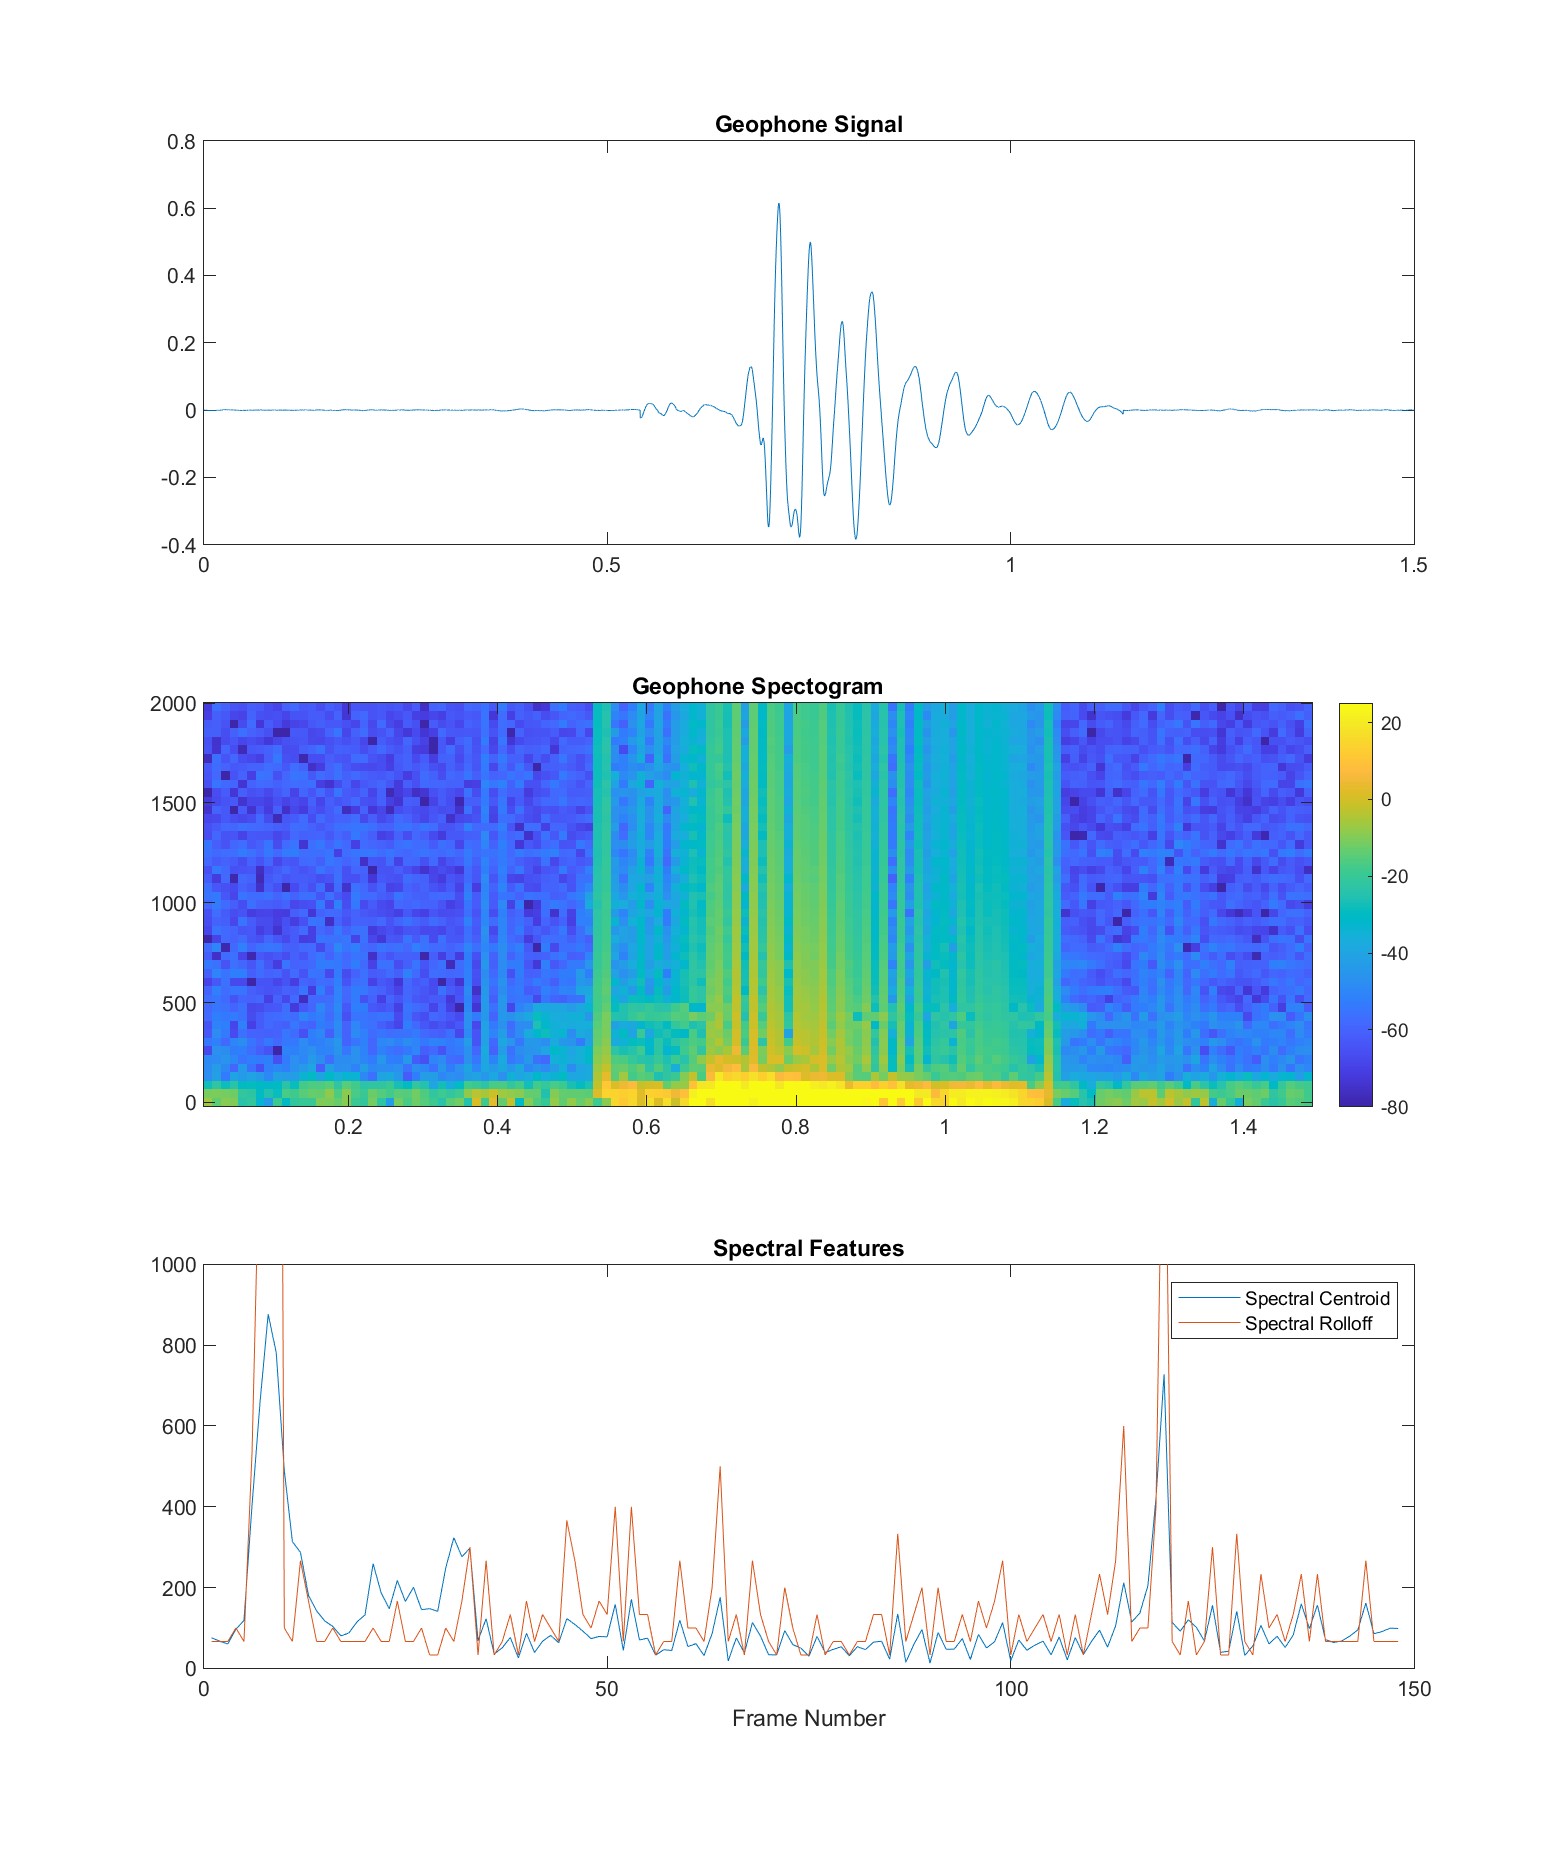 Geophone Signal
0.8
0.6
0.4
0.2
0
-0.2
-0.4
0 0.5 1 1.5
Geophone Spectogram
2000
1500
1000
500
0
20
0
-20
-40
-60
-80
0.2 0.4 0.6 0.8 1 1.2 1.4
Spectral Features
1000
800
600
400
200
0
Spectral Centroid
Spectral Rolloff
0 50 100 150
Frame Number